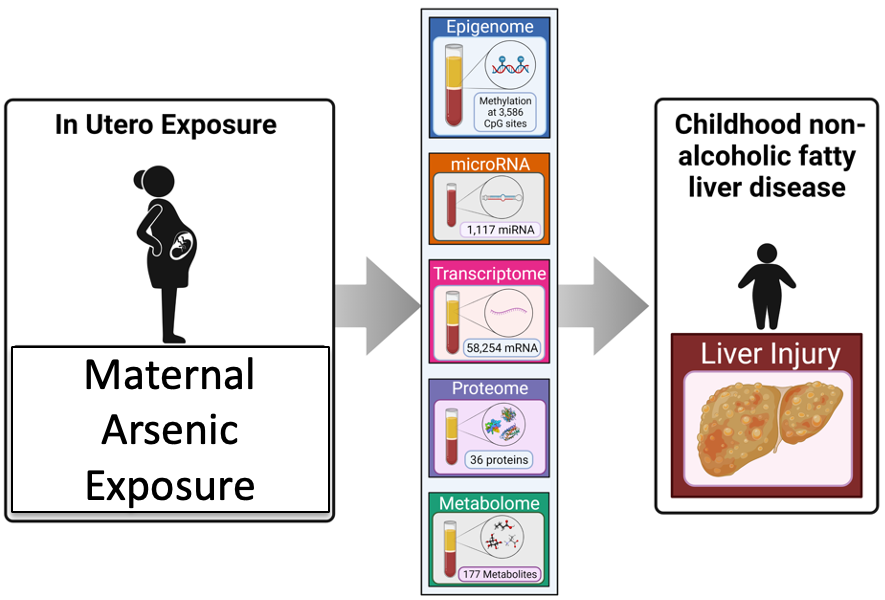 In Utero Exposure
Maternal
Arsenic
Exposure
Epigenome
Methylation
at 3,586
CpG sites
microRNA
1,117 miRNA
Transcriptome
58,254 mRNA
Proteome
36 proteins
Metabolome
177 Metabolites
Childhood non-
alcoholic fatty
liver disease
Liver Injury